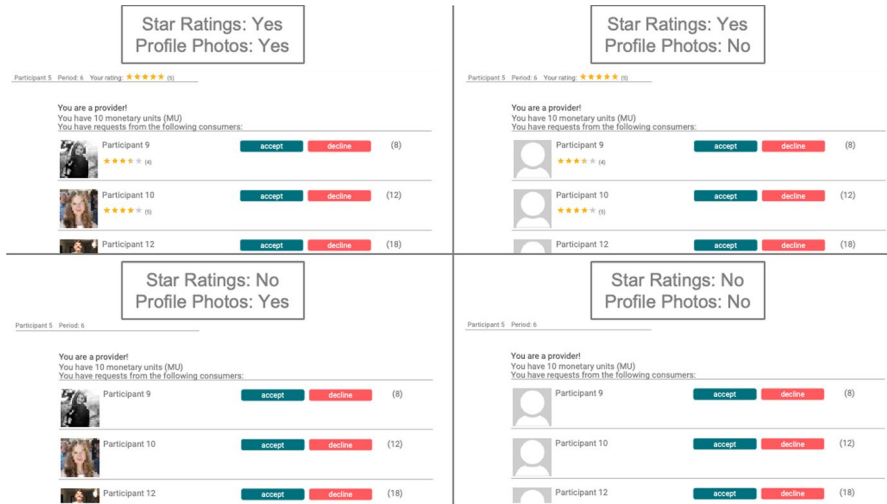 Star Ratings: Yes
Profile Photos: Yes
Participant 5 Period: 6 Your rating: ★★★★★ (5)
You are a provider!
You have 10 monetary units (MU)
You have requests from the following consumers:
Participant 9 accept decline (8)
★★★★★ (4)
Participant 10 accept decline (12)
★★★★★ (5)
Participant 12 accept decline (18)
Star Ratings: Yes
Profile Photos: No
Participant 5 Period: 6 Your rating: ★★★★★ (5)
You are a provider!
You have 10 monetary units (MU)
You have requests from the following consumers:
Participant 9 accept decline (8)
★★★★★ (4)
Participant 10 accept decline (12)
★★★★★ (5)
Participant 12 accept decline (18)
Star Ratings: No
Profile Photos: Yes
Participant 5 Period: 6
You are a provider!
You have 10 monetary units (MU)
You have requests from the following consumers:
Participant 9 accept decline (8)
Participant 10 accept decline (12)
Participant 12 accept decline (18)
Star Ratings: No
Profile Photos: No
Participant 5 Period: 6
You are a provider!
You have 10 monetary units (MU)
You have requests from the following consumers:
Participant 9 accept decline (8)
Participant 10 accept decline (12)
Participant 12 accept decline (18)